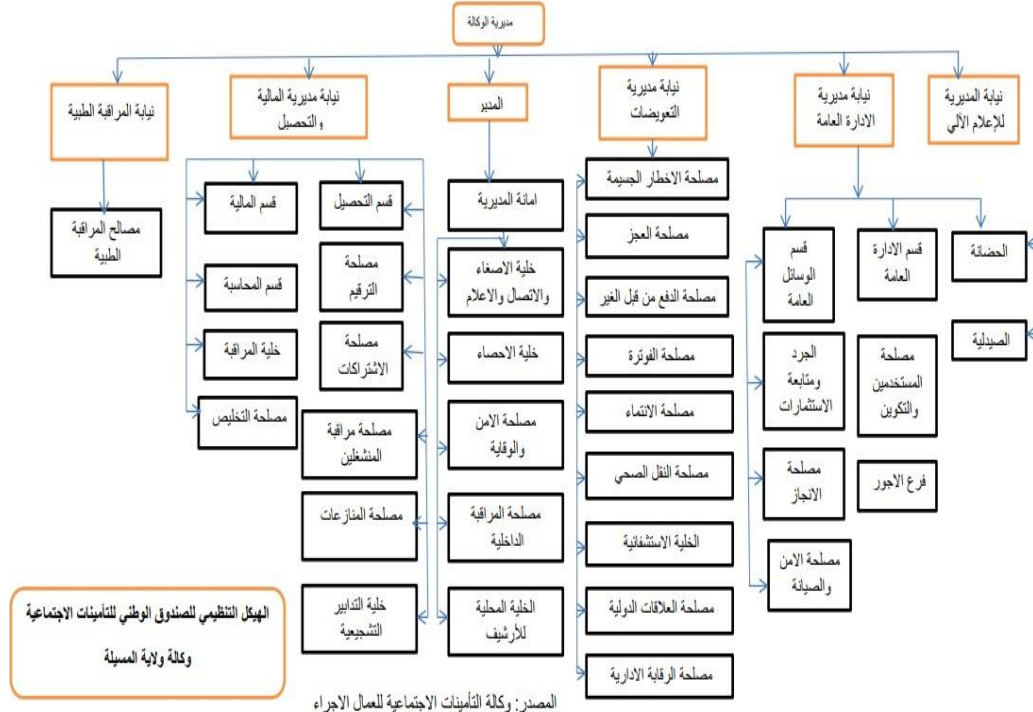 مديرية الوكالة
نيابة المديرية
للإعلام الألي
نيابة مديرية
الادارة العامة
نيابة مديرية
التعويضات
المدير
نيابة مديرية المالية
والتحصيل
نيابة المراقبة الطبية
الحضانة
الصيدلية
قسم الادارة
العامة
مصلحة
المستخدمين
والتكوين
فرع الاجور
قسم
الوسائل
العامة
الجرد
ومتابعة
الاستثمارات
مصلحة
الانجاز
مصلحة الامن
والصيانة
مصلحة الاخطار الجسيمة
مصلحة العجز
مصلحة الدفع من قبل الغير
مصلحة الفوترة
مصلحة الانتماء
مصلحة النقل الصحي
الخلية الاستشفائية
مصلحة العلاقات الدولية
مصلحة الرقابة الادارية
امانة المديرية
خلية الاصغاء
والاتصال والاعلام
خلية الاحصاء
مصلحة الامن
والوقاية
مصلحة المراقبة
الداخلية
الخلية المحلية
للأرشيف
قسم التحصيل
مصلحة
الترقيم
مصلحة
الاشتراكات
مصلحة مراقبة
المنشغلين
مصلحة المنازعات
خلية التدابير
التشجيعية
قسم المالية
قسم المحاسبة
خلية المراقبة
مصلحة التخليص
مصالح المراقبة
الطبية
الهيكل التنظيمي للصندوق الوطني للتأمينات الاجتماعية
وكالة ولاية المسيلة
المصدر: وكالة التأمينات الاجتماعية للعمال الاجراء